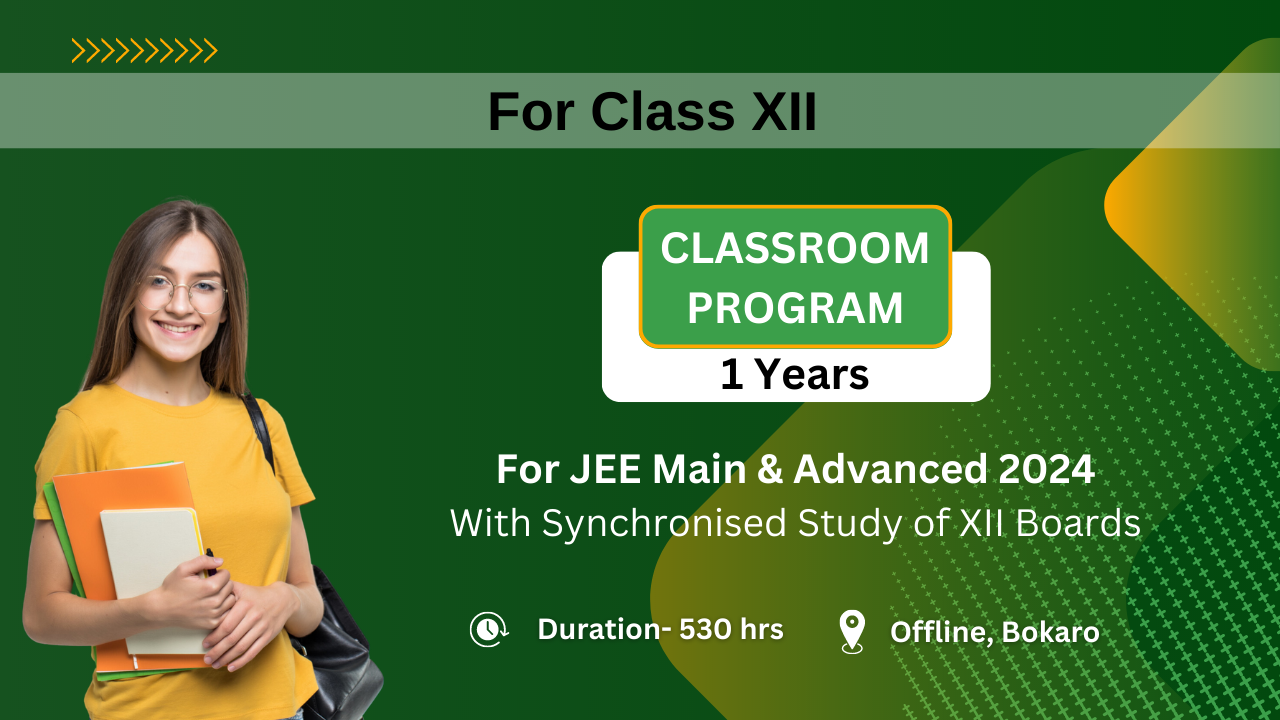 For Class XII
CLASSROOM
PROGRAM
1 Years
For JEE Main & Advanced 2024
With Synchronised Study of XII Boards
Duration- 530 hrs
Offline, Bokaro